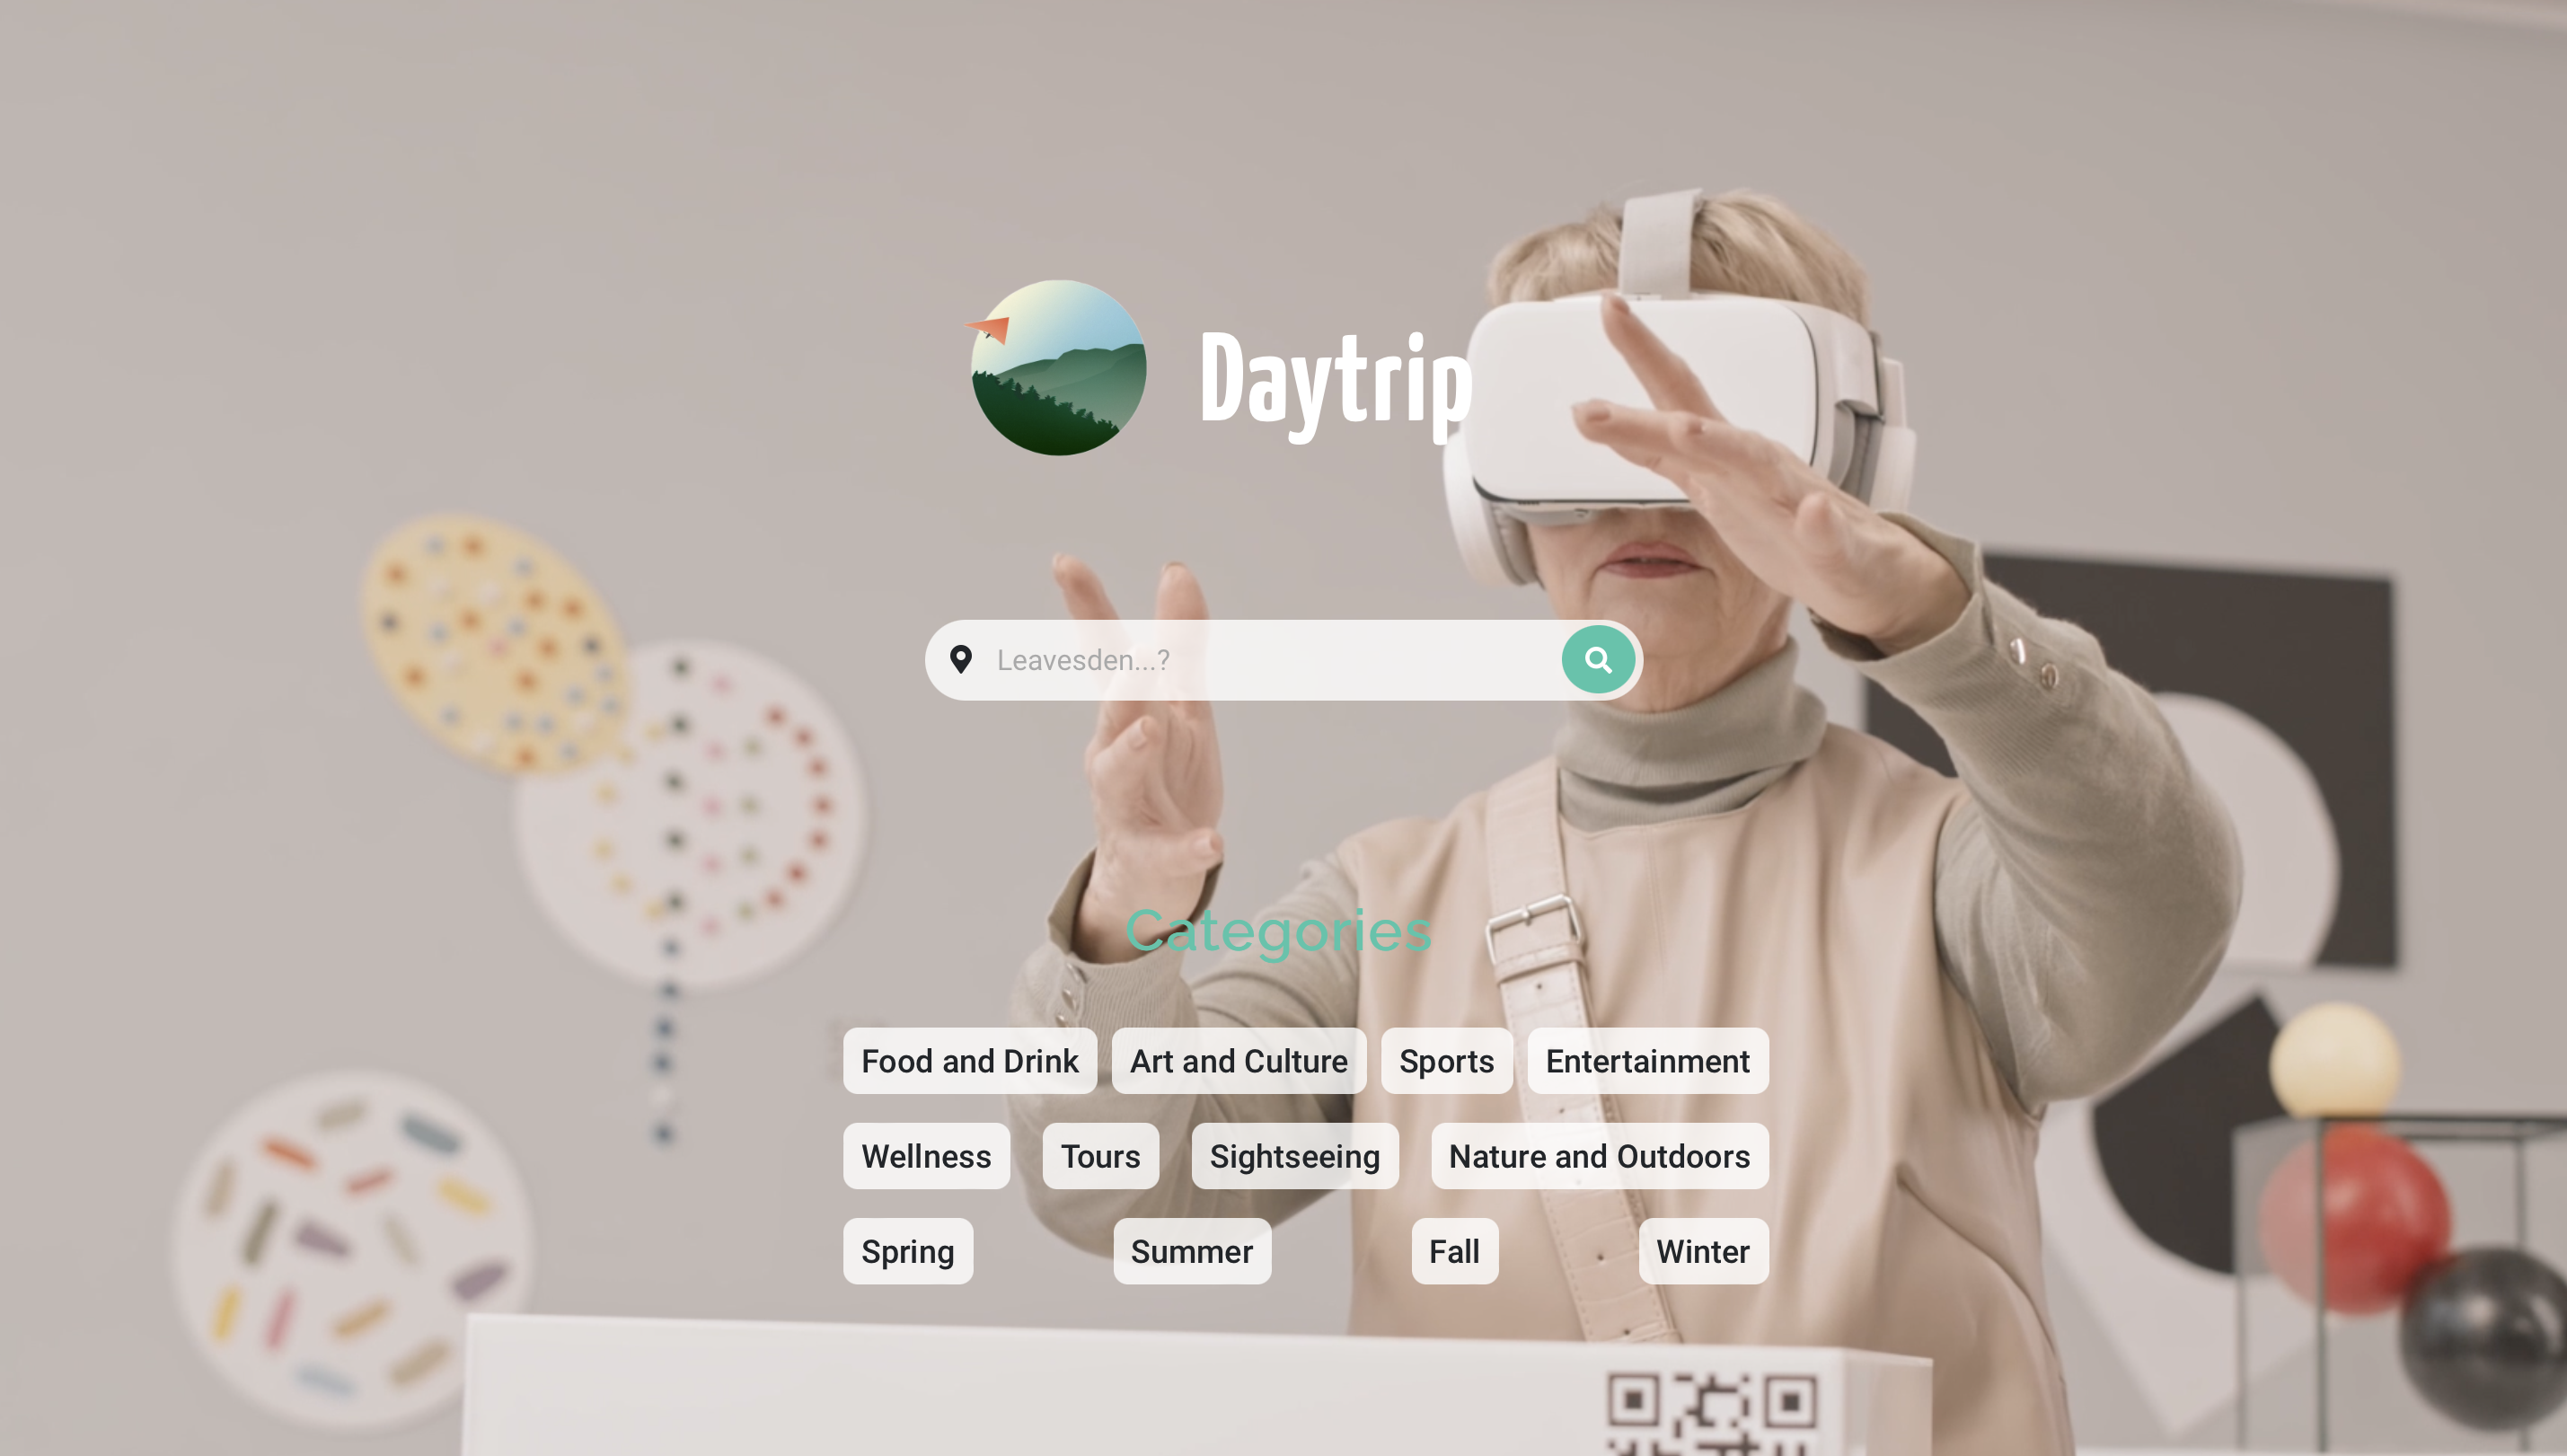 Daytrip
Leavesden...?
Categories
Food and Drink Art and Culture Sports Entertainment
Wellness Tours Sightseeing Nature and Outdoors
Spring Summer Fall Winter